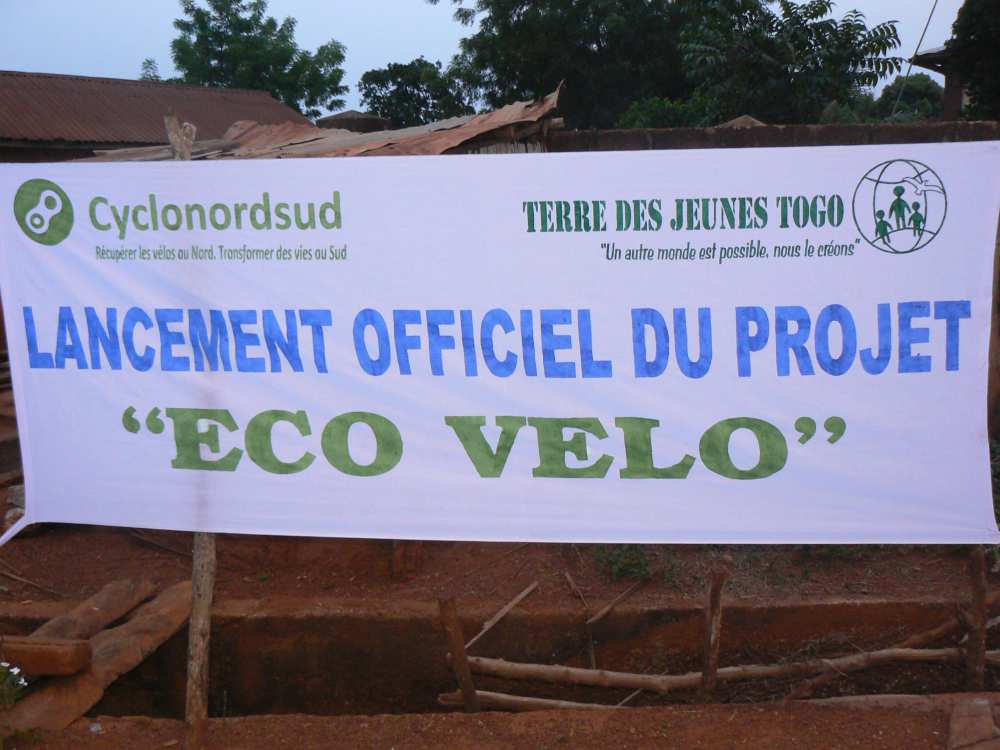 Cyclonordsud
Récupérer les vélos au Nord. Transformer des vies au Sud
TERRE DES JEUNES TOGO
"Un autre monde est possible, nous le créons"
LANCEMENT OFFICIEL DU PROJET
“ECO VELO”